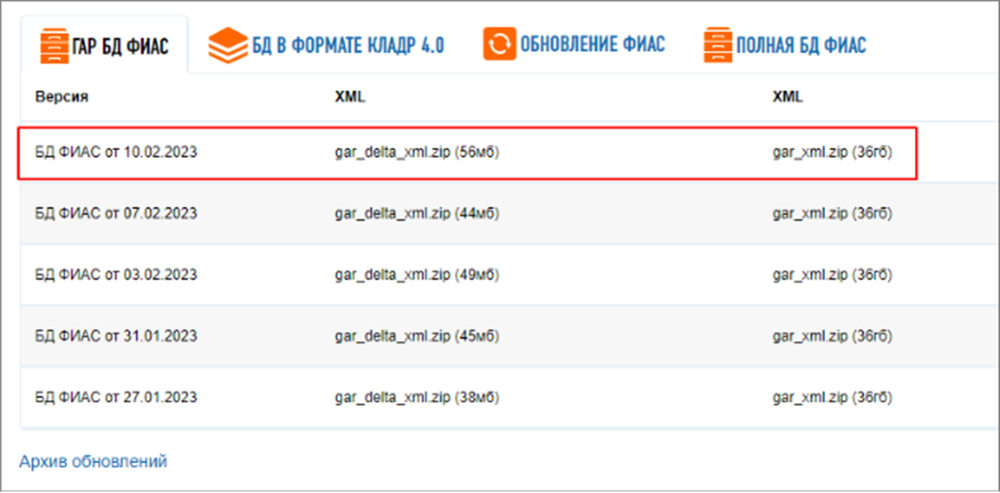 ГАР БД ФИАС БД В ФОРМАТЕ КЛАДР 4.0 ОБНОВЛЕНИЕ ФИАС ПОЛНАЯ БД ФИАС
Версия XML XML
БД ФИАС от 10.02.2023 gar_delta_xml.zip (56мб) gar_xml.zip (36гб)
БД ФИАС от 07.02.2023 gar_delta_xml.zip (44мб) gar_xml.zip (36гб)
БД ФИАС от 03.02.2023 gar_delta_xml.zip (49мб) gar_xml.zip (36гб)
БД ФИАС от 31.01.2023 gar_delta_xml.zip (45мб) gar_xml.zip (36гб)
БД ФИАС от 27.01.2023 gar_delta_xml.zip (38мб) gar_xml.zip (36гб)
Архив обновлений